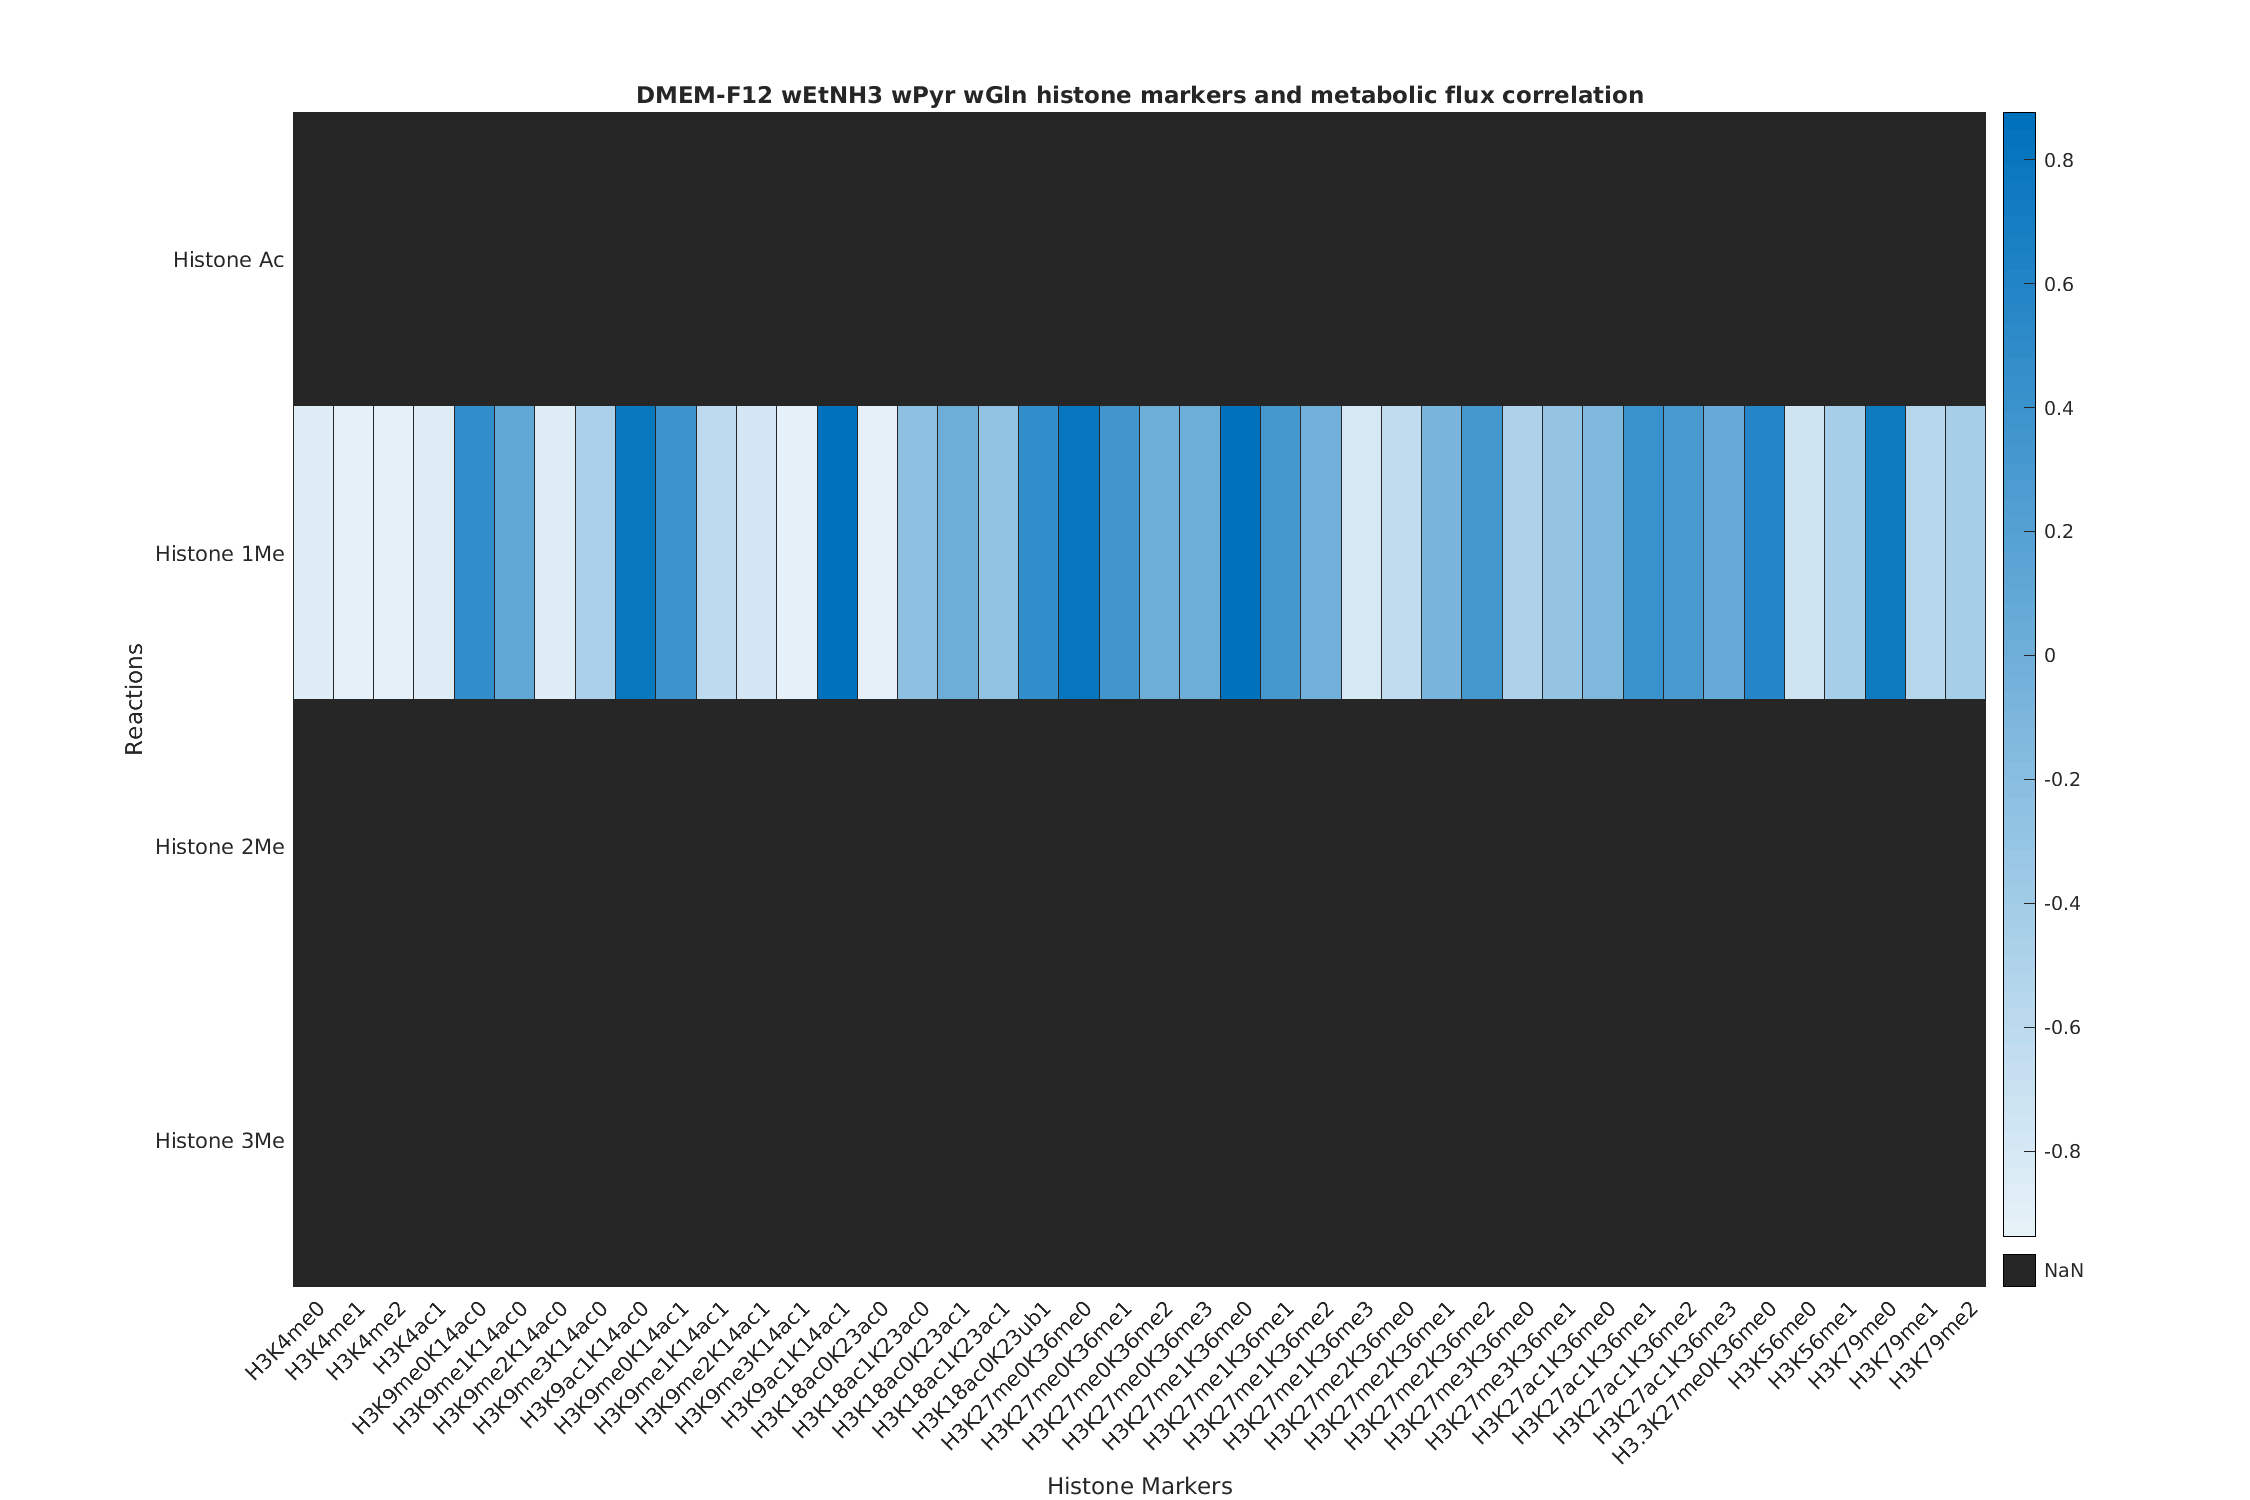 DMEM-F12 wEtNH3 wPyr wGln histone markers and metabolic flux correlation
Reactions
Histone Ac
Histone 1Me
Histone 2Me
Histone 3Me
0.8
0.6
0.4
0.2
0
-0.2
-0.4
-0.6
-0.8
NaN
H3K4me0
H3K4me1
H3K4me2
H3K4ac1
H3K9me0K14ac0
H3K9me1K14ac0
H3K9me2K14ac0
H3K9me3K14ac0
H3K9ac1K14ac0
H3K9me0K14ac1
H3K9me1K14ac1
H3K9me2K14ac1
H3K9me3K14ac1
H3K9ac1K14ac1
H3K18ac0K23ac0
H3K18ac1K23ac0
H3K18ac0K23ac1
H3K18ac1K23ac1
H3K18ac0K23ub1
H3K27me0K36me0
H3K27me0K36me1
H3K27me0K36me2
H3K27me0K36me3
H3K27me1K36me0
H3K27me1K36me1
H3K27me1K36me2
H3K27me1K36me3
H3K27me2K36me0
H3K27me2K36me1
H3K27me2K36me2
H3K27me3K36me0
H3K27me3K36me1
H3K27ac1K36me0
H3K27ac1K36me1
H3K27ac1K36me2
H3K27ac1K36me3
H3.3K27me0K36me0
H3K56me0
H3K56me1
H3K79me0
H3K79me1
H3K79me2
Histone Markers